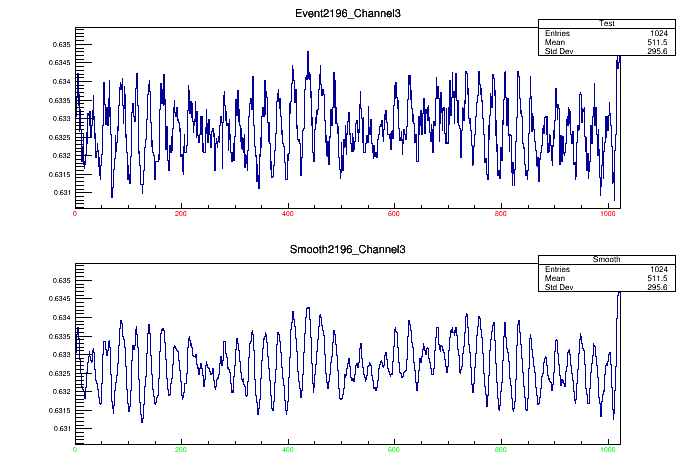 Event2196_Channel3
Test
Entries 1024
Mean 511.5
Std Dev 295.6
0.635
0.6345
0.634
0.6335
0.633
0.6325
0.632
0.6315
0.631
0 200 400 600 800 1000
Smooth2196_Channel3
Smooth
Entries 1024
Mean 511.5
Std Dev 295.6
0.635
0.6345
0.634
0.6335
0.633
0.6325
0.632
0.6315
0.631
0 200 400 600 800 1000